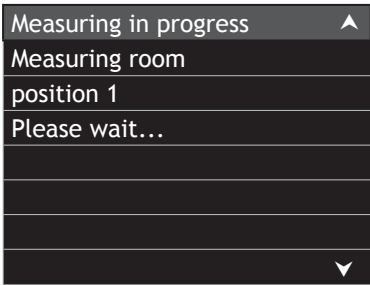 Measuring in progress
Measuring room
position 1
Please wait...